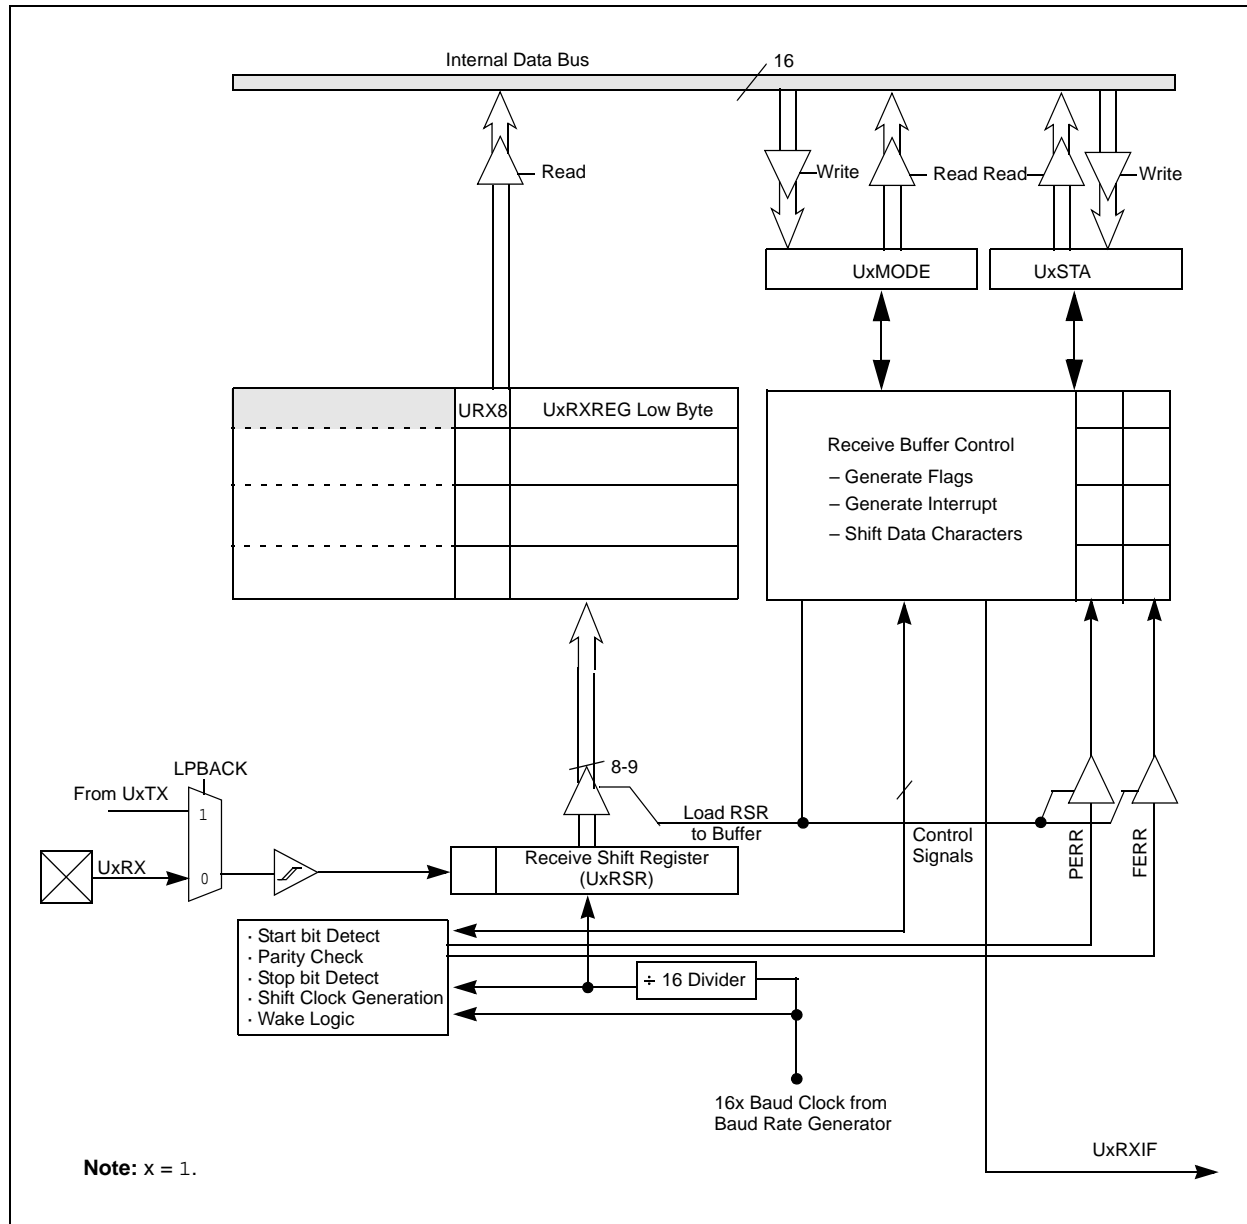 Internal Data Bus
16
Read
Write
Read Read
Write
UxMODE
UxSTA
URX8
UxRXREG Low Byte
Receive Buffer Control
– Generate Flags
– Generate Interrupt
– Shift Data Characters
8-9
LPBACK
From UxTX
1
Load RSR
to Buffer
Control
Signals
PERR
FERR
UxRX
0
Receive Shift Register
(UxRSR)
· Start bit Detect
· Parity Check
· Stop bit Detect
· Shift Clock Generation
· Wake Logic
÷ 16 Divider
16x Baud Clock from
Baud Rate Generator
UxRXIF
Note: x = 1.